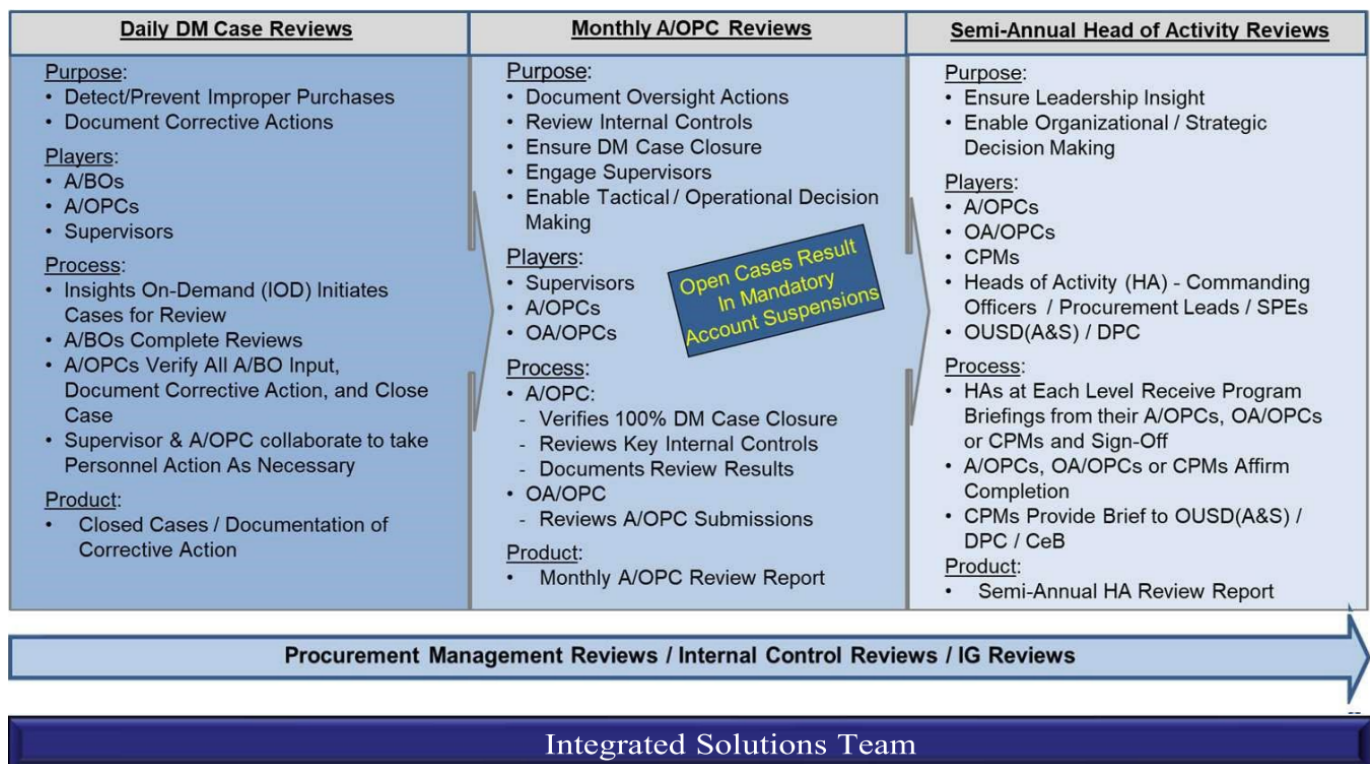 Daily DM Case Reviews
Purpose:
• Detect/Prevent Improper Purchases
• Document Corrective Actions
Players:
• A/BOs
• A/OPCs
• Supervisors
Process:
• Insights On-Demand (IOD) Initiates
Cases for Review
• A/BOs Complete Reviews
• A/OPCs Verify All A/BO Input,
Document Corrective Action, and Close
Case
• Supervisor & A/OPC collaborate to take
Personnel Action As Necessary
Product:
• Closed Cases / Documentation of
Corrective Action
Monthly A/OPC Reviews
Purpose:
• Document Oversight Actions
• Review Internal Controls
• Ensure DM Case Closure
• Engage Supervisors
• Enable Tactical / Operational Decision
Making
Players:
• Supervisors
• A/OPCs
• OA/OPCs
Open Cases Result
In Mandatory
Account Suspensions
Process:
• A/OPC:
- Verifies 100% DM Case Closure
- Reviews Key Internal Controls
- Documents Review Results
• OA/OPC
- Reviews A/OPC Submissions
Product:
• Monthly A/OPC Review Report
Semi-Annual Head of Activity Reviews
Purpose:
• Ensure Leadership Insight
• Enable Organizational / Strategic
Decision Making
Players:
• A/OPCs
• OA/OPCs
• CPMs
• Heads of Activity (HA) - Commanding
Officers / Procurement Leads / SPEs
• OUSD(A&S) / DPC
Process:
• HAs at Each Level Receive Program
Briefings from their A/OPCs, OA/OPCs
or CPMs and Sign-Off
• A/OPCs, OA/OPCs or CPMs Affirm
Completion
• CPMs Provide Brief to OUSD(A&S) /
DPC / CeB
Product:
• Semi-Annual HA Review Report
Procurement Management Reviews / Internal Control Reviews / IG Reviews
Integrated Solutions Team